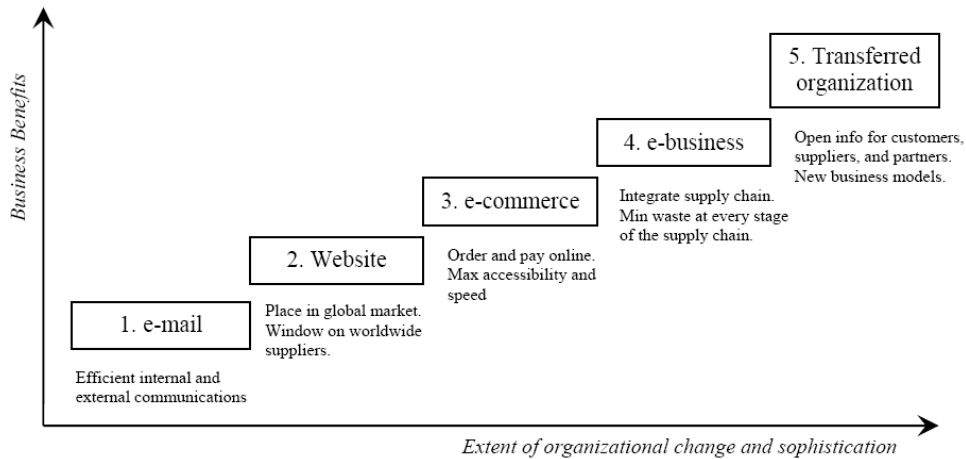 Business Benefits
5. Transferred
organization
Open info for customers,
suppliers, and partners.
New business models.
4. e-business
Integrate supply chain.
Min waste at every stage
of the supply chain.
3. e-commerce
Order and pay online.
Max accessibility and
speed
2. Website
Place in global market.
Window on worldwide
suppliers.
1. e-mail
Efficient internal and
external communications
Extent of organizational change and sophistication